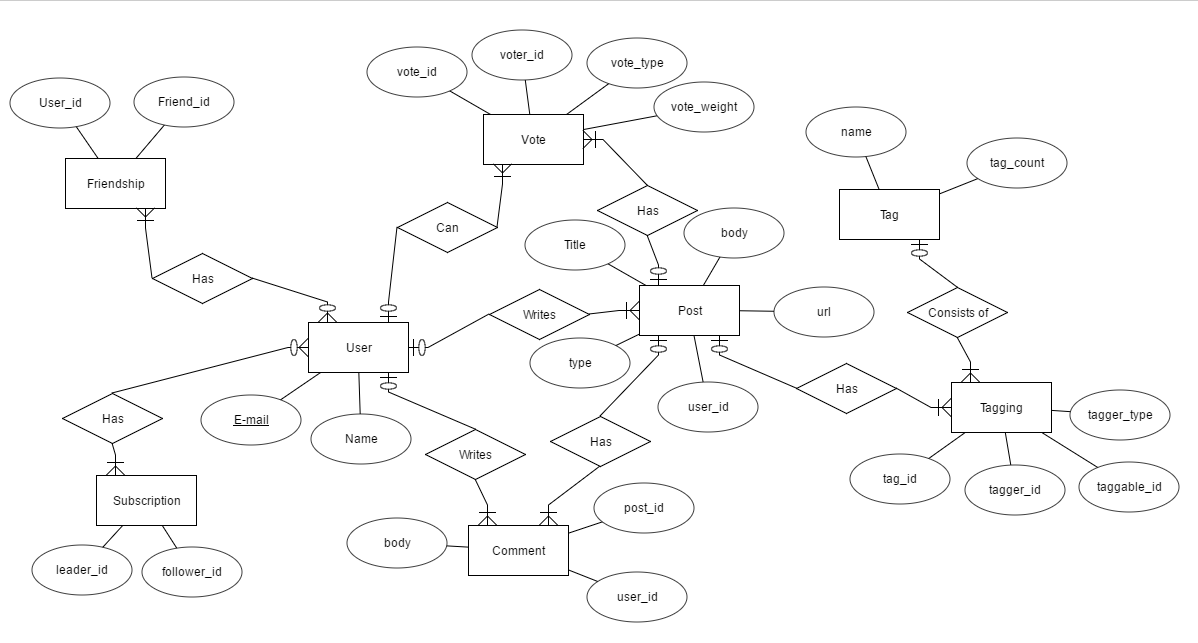 vote_id
voter_id
vote_type
vote_weight
User_id
Friend_id
Vote
name
tag_count
Friendship
Has
Can
Tag
Title
body
Has
Writes
Post
url
Consists of
User
type
Has
user_id
Has
Tagging
tagger_type
E-mail
Name
Writes
Has
tag_id
tagger_id
taggable_id
Subscription
post_id
body
Comment
leader_id
follower_id
user_id